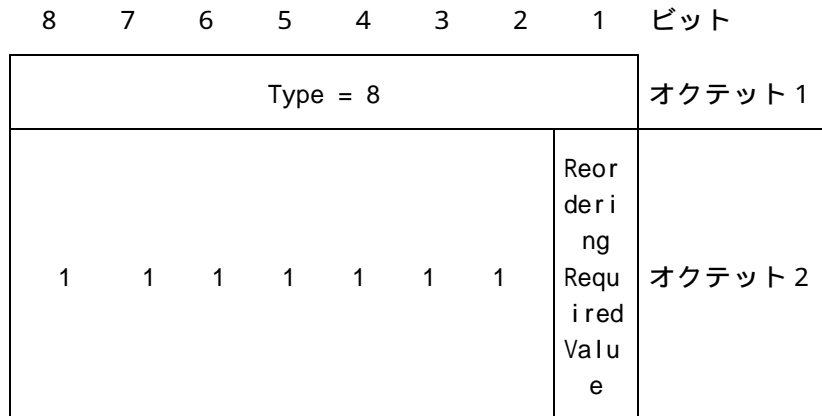 8 7 6 5 4 3 2 1 ビット
Type = 8 オクテット 1
Reor
deri
ng
1 1 1 1 1 1 1 Requ オクテット 2
ired
Valu
e